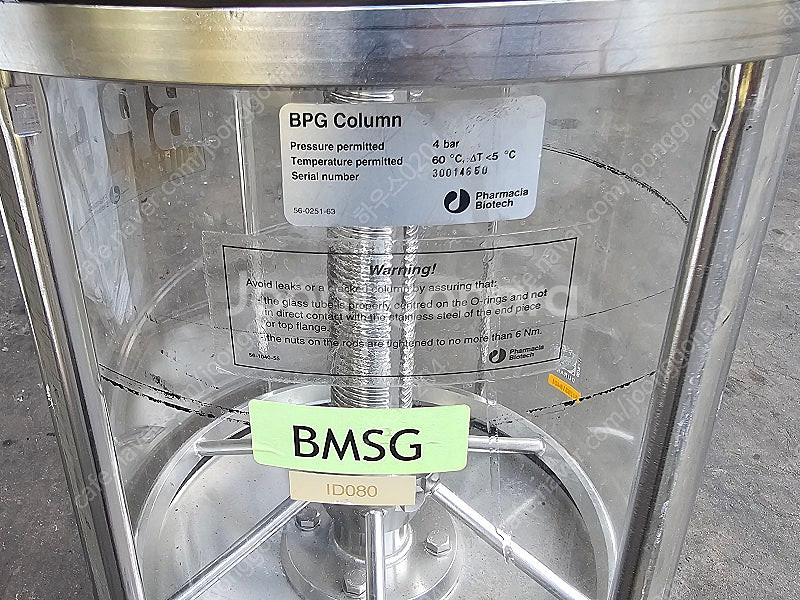 BPG Column
Pressure permitted 4 bar
Temperature permitted 60 °C, ΔT <5 °C
Serial number 30014650
56-0251-63
Pharmacia
Biotech
Warning!
Avoid leaks or a cracked column by assuring that:
- the glass tube is properly centred on the O-rings and not
in direct contact with the stainless steel of the end piece
or top flange.
- the nuts on the rods are tightened to no more than 6 Nm.
56-1040-55
Pharmacia
Biotech
BMSG
ID080